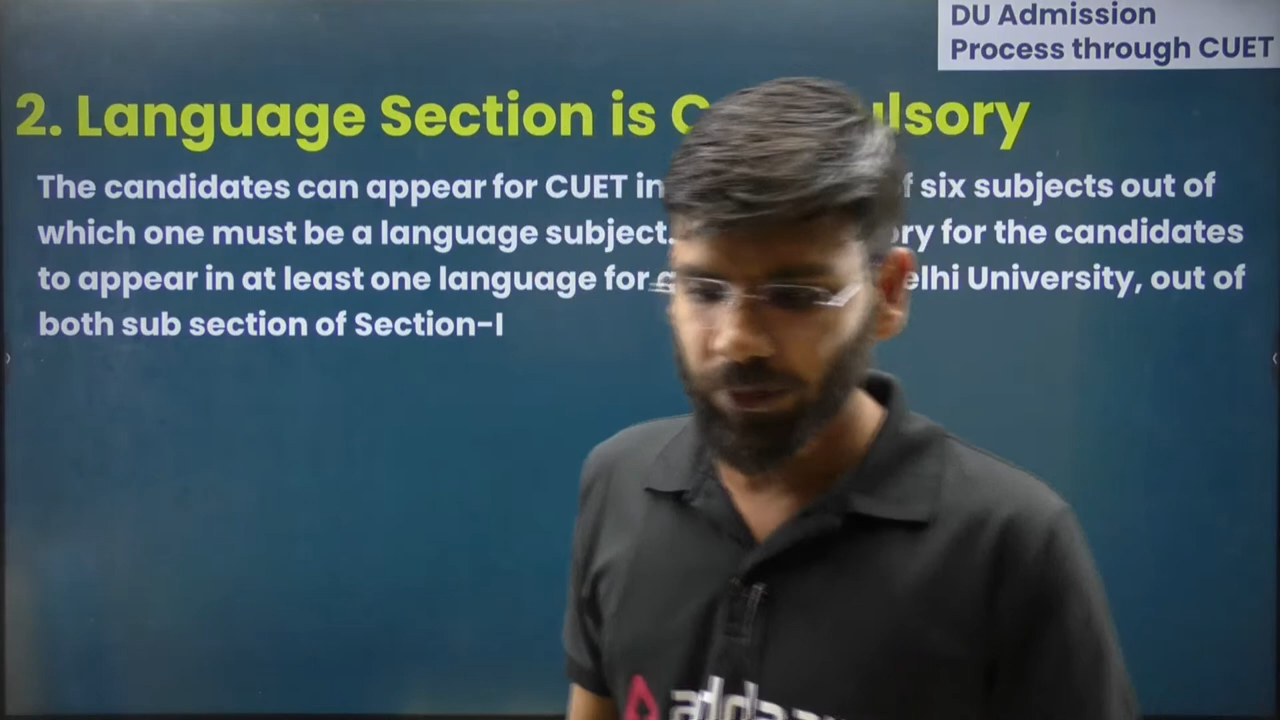 DU Admission
Process through CUET
2. Language Section is C ulsory
The candidates can appear for CUET in f six subjects out of
which one must be a language subject. ory for the candidates
to appear in at least one language for elhi University, out of
both sub section of Section-I